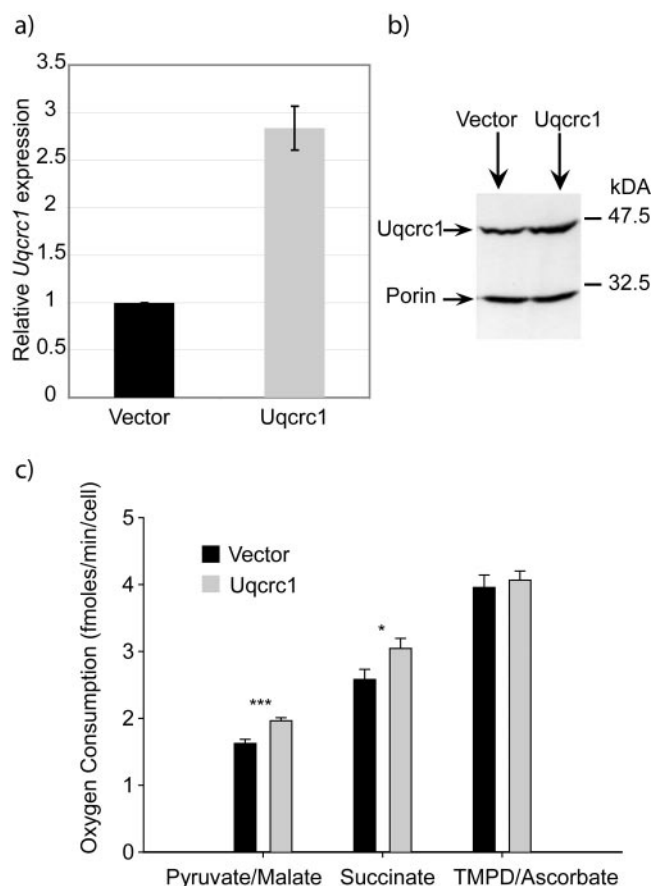 a)
Relative Uqcrc1 expression
3.5
3
2.5
2
1.5
1
0.5
0
Vector
Uqcrc1
b)
Vector Uqcrc1
kDA
47.5
Uqcrc1
32.5
Porin
c)
Oxygen Consumption (fmoles/min/cell)
5
4
3
2
1
0
Vector
Uqcrc1
***
*
Pyruvate/Malate Succinate TMPD/Ascorbate